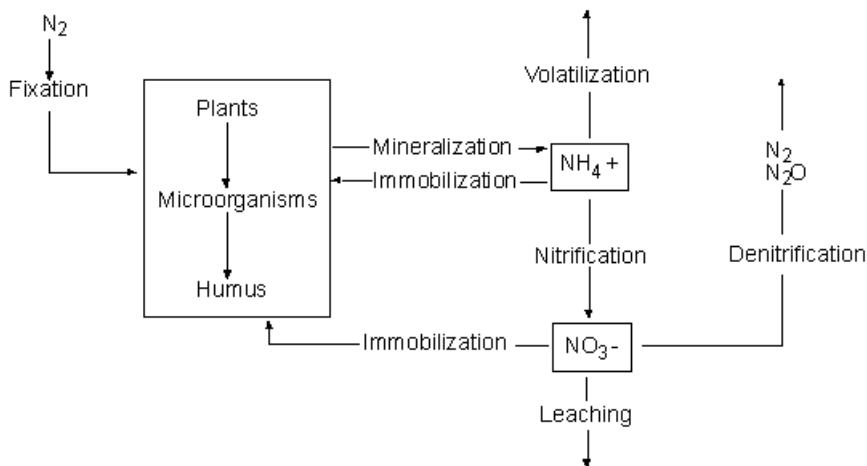 N2
Fixation
Plants
Microorganisms
Humus
Mineralization
Immobilization
Volatilization
NH4 +
Nitrification
Immobilization
NO3-
Leaching
N2
N2O
Denitrification